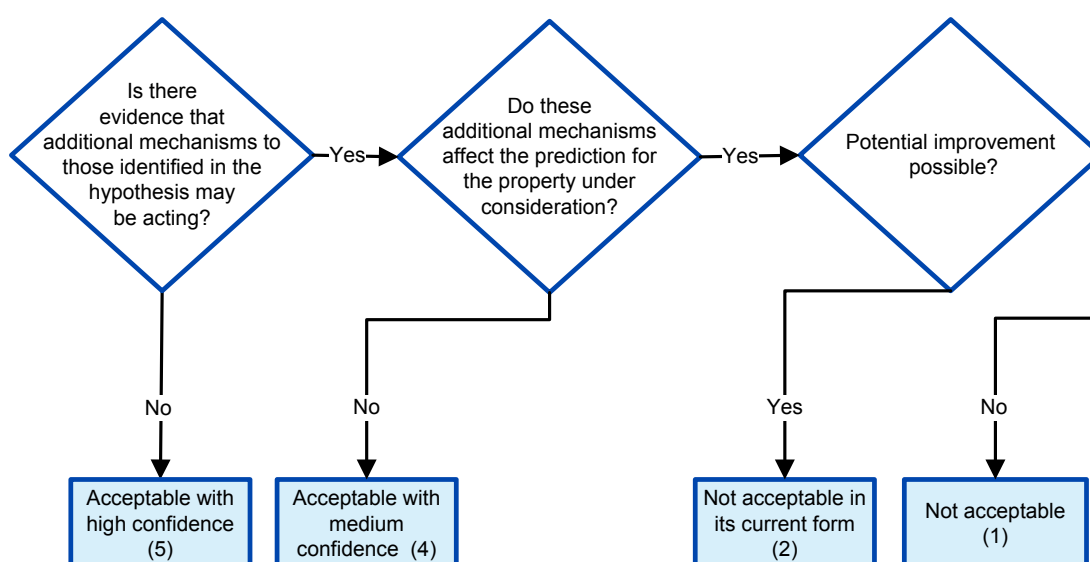 Is there
evidence that
additional mechanisms to
those identified in the
hypothesis may
be acting?
Yes
Do these
additional mechanisms
affect the prediction for
the property under
consideration?
Yes
Potential improvement
possible?
No
No
Yes
No
Acceptable with
high confidence
(5)
Acceptable with
medium
confidence (4)
Not acceptable in
its current form
(2)
Not acceptable
(1)